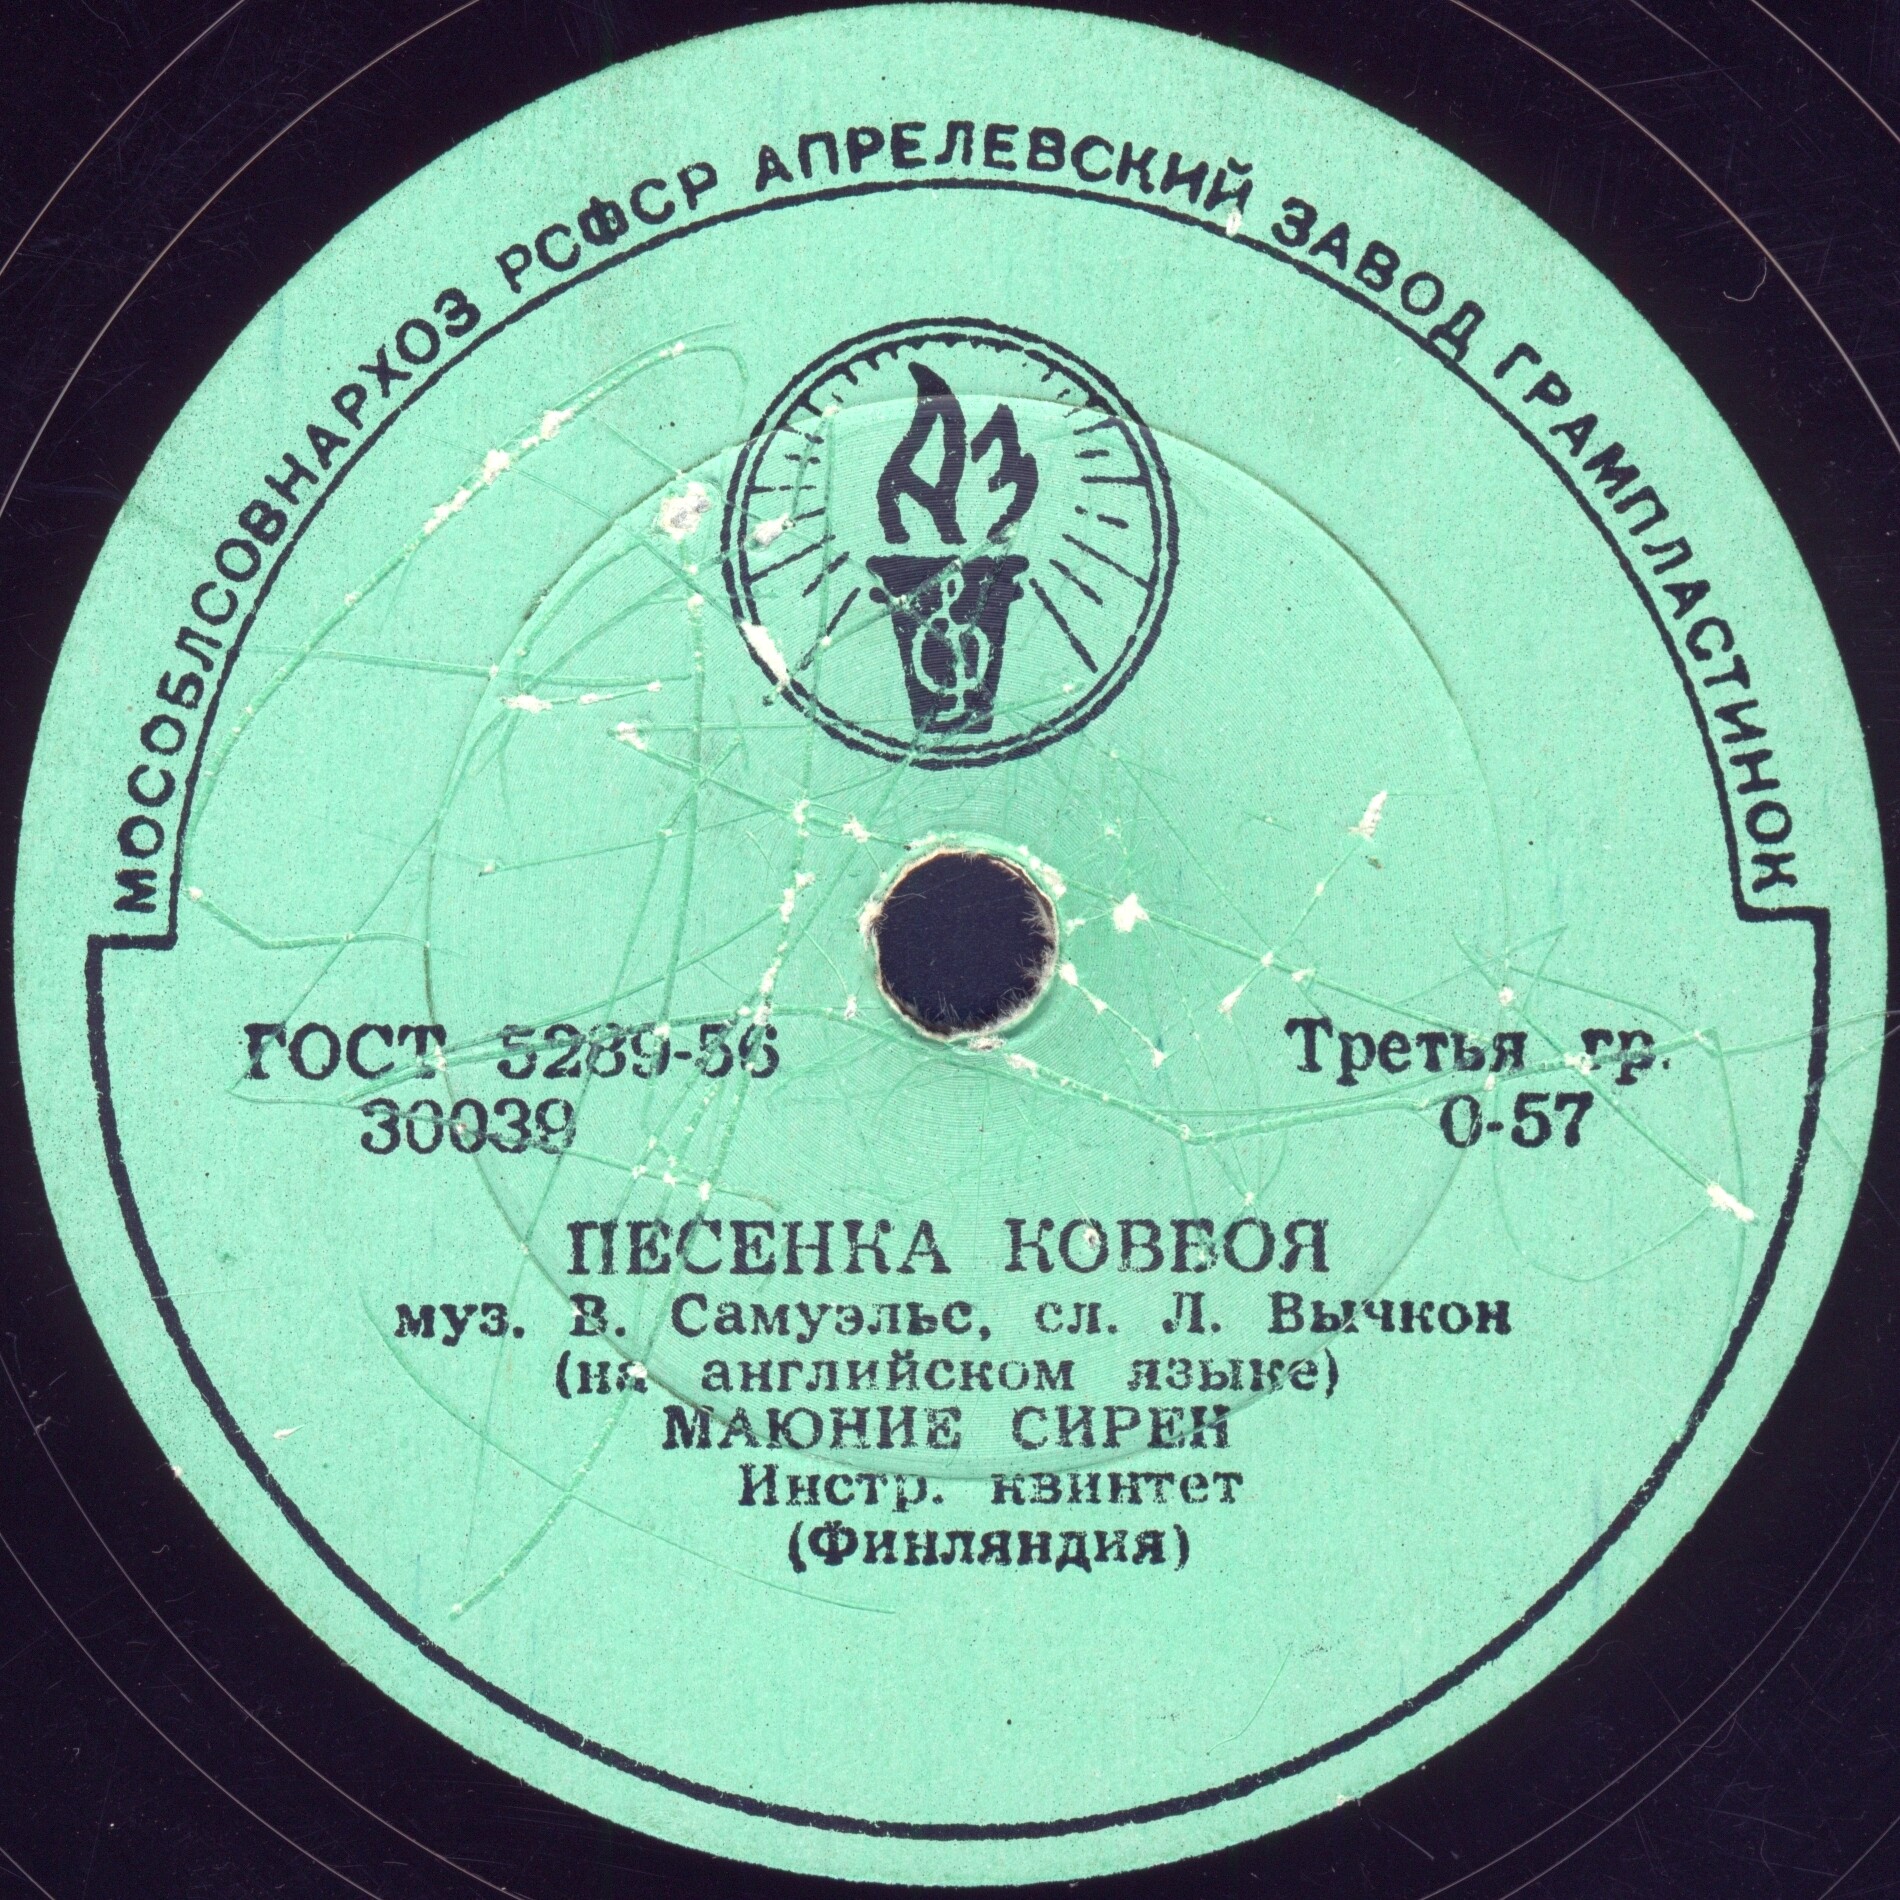 МОСОБЛСОВНАРХОЗ РСФСР АПРЕЛЕВСКИЙ ЗАВОД ГРАМПЛАСТИНОК
АЗ
ГОСТ 5289-56
30039
Третья гр.
0-57
ПЕСЕНКА КОВБОЯ
муз. В. Самуэльс, сл. Л. Вычкон
(на английском языке)
МАЮНИЕ СИРЕН
Инстр. квинтет
(Финляндия)